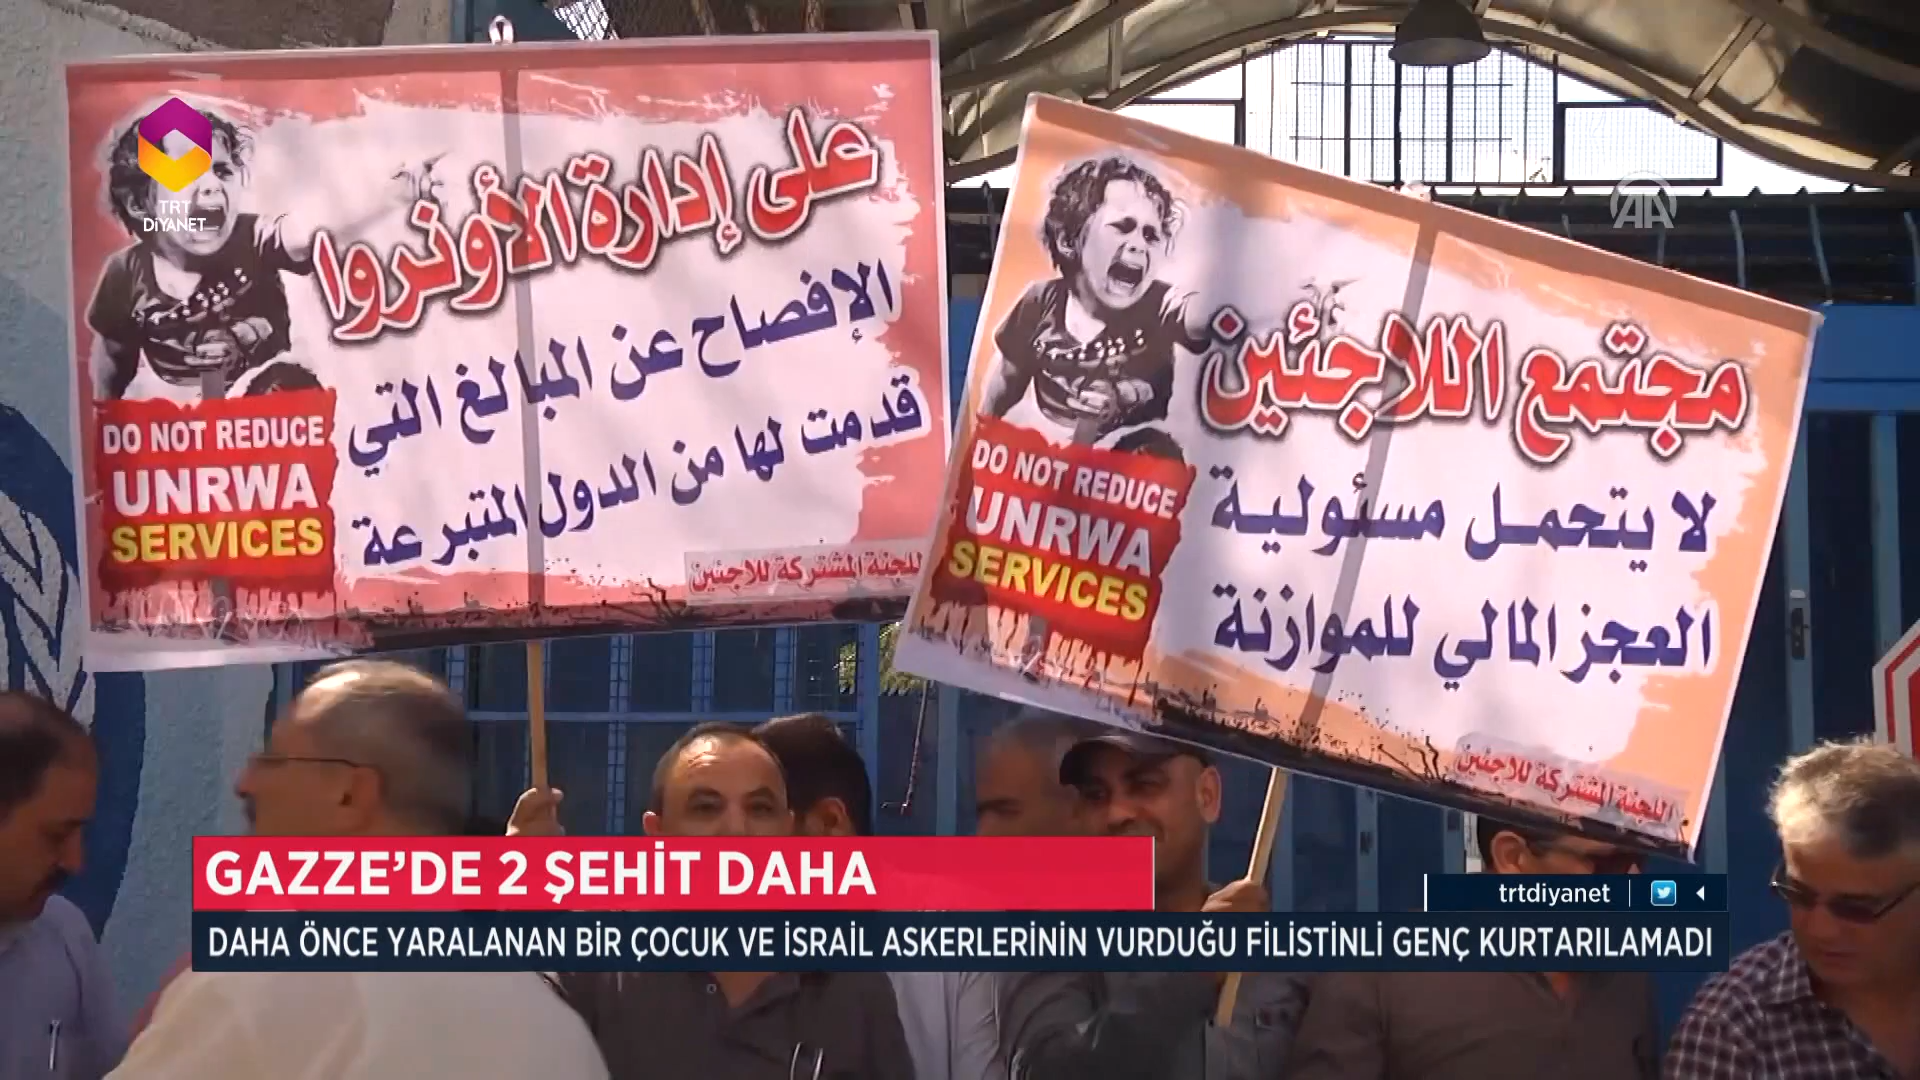 TRT
DİYANET
AA
على إدارة الأونروا
الإفصاح عن المبالغ التي
قدمت لها من الدول المتبرعة
للجنة المشتركة للاجئين
DO NOT REDUCE
UNRWA
SERVICES
مجتمع اللاجئين
لا يتحمل مسئولية
العجز المالي للموازنة
اللجنة المشتركة للاجئين
DO NOT REDUCE
UNRWA
SERVICES
GAZZE’DE 2 ŞEHİT DAHA
trtdiyanet
DAHA ÖNCE YARALANAN BİR ÇOCUK VE İSRAİL ASKERLERİNİN VURDUĞU FİLİSTİNLİ GENÇ KURTARILAMADI